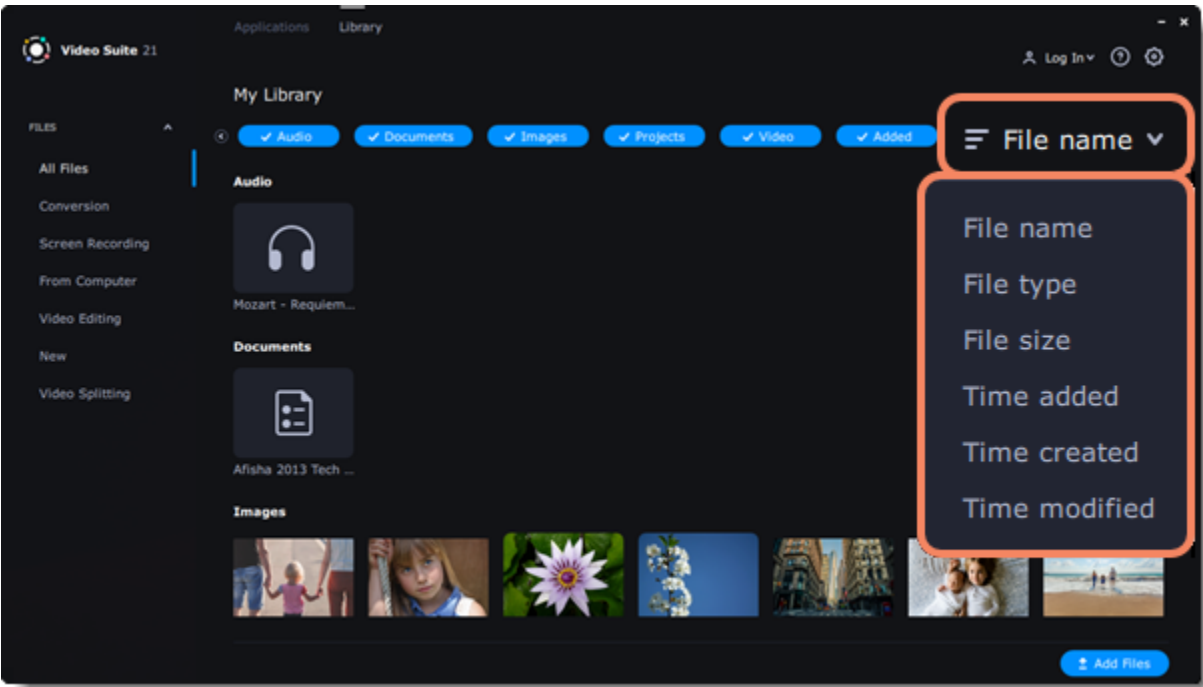 Applications Library
Video Suite 21
Log In
My Library
FILES
Audio Documents Images Projects Video Added
File name
All Files
Conversion
Screen Recording
From Computer
Video Editing
New
Video Splitting
Audio
Mozart - Requiem...
Documents
Afisha 2013 Tech ...
Images
File name
File type
File size
Time added
Time created
Time modified
Add Files